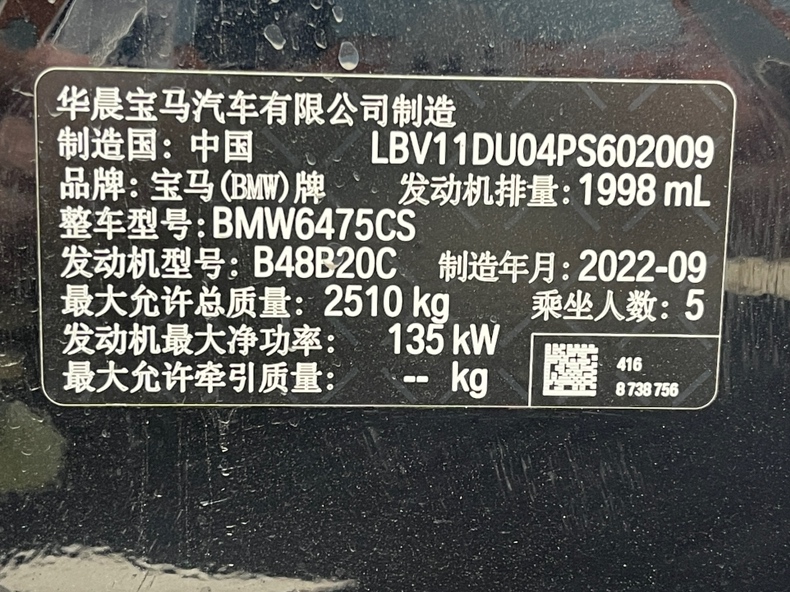 华晨宝马汽车有限公司制造
制造国：中国 LBV11DU04PS602009
品牌：宝马(BMW)牌 发动机排量：1998 mL
整车型号：BMW6475CS
发动机型号：B48B20C 制造年月：2022-09
最大允许总质量：2510 kg 乘坐人数：5
发动机最大净功率：135 kW
最大允许牵引质量：-- kg
416
8 738 756